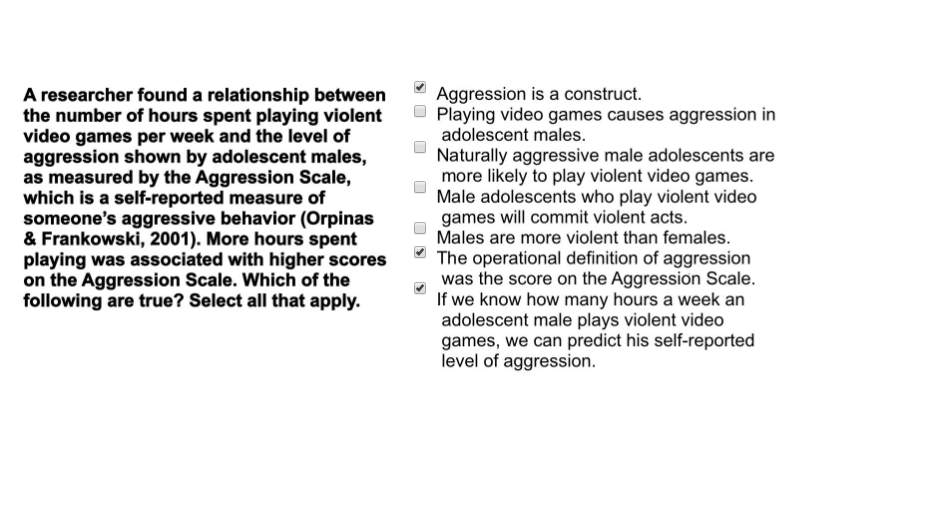 A researcher found a relationship between
the number of hours spent playing violent
video games per week and the level of
aggression shown by adolescent males,
as measured by the Aggression Scale,
which is a self-reported measure of
someone's aggressive behavior (Orpinas
& Frankowski, 2001). More hours spent
playing was associated with higher scores
on the Aggression Scale. Which of the
following are true? Select all that apply.
Aggression is a construct.
Playing video games causes aggression in
adolescent males.
Naturally aggressive male adolescents are
more likely to play violent video games.
Male adolescents who play violent video
games will commit violent acts.
Males are more violent than females.
The operational definition of aggression
was the score on the Aggression Scale.
If we know how many hours a week an
adolescent male plays violent video
games, we can predict his self-reported
level of aggression.